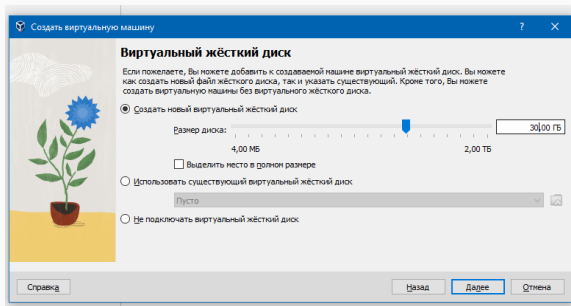 Создать виртуальную машину
Виртуальный жёсткий диск
Если пожелаете, Вы можете добавить к создаваемой машине виртуальный жёсткий диск. Вы можете
как создать новый файл жёсткого диска, так и указать существующий. Кроме того, Вы можете
создать виртуальную машины без виртуального жёсткого диска.
Создать новый виртуальный жёсткий диск
Размер диска:
30,00 ГБ
4,00 МБ 2,00 ТБ
Выделить место в полном размере
Использовать существующий виртуальный жёсткий диск
Пусто
Не подключать виртуальный жёсткий диск
Справка Назад Далее Отмена